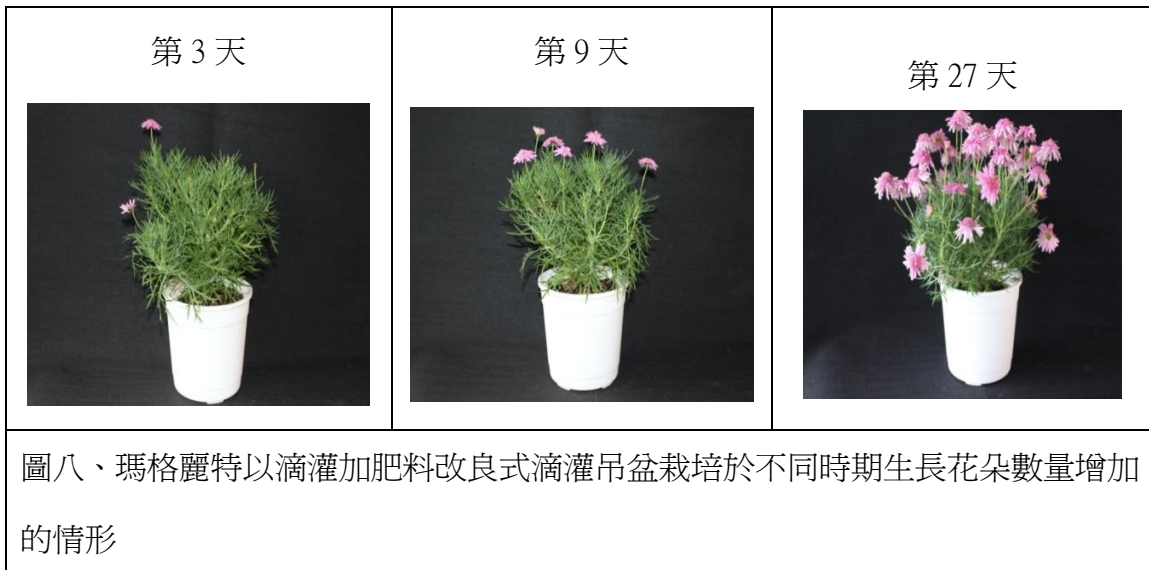 第 3 天
第 9 天
第 27 天
圖八、瑪格麗特以滴灌加肥料改良式滴灌吊盆栽培於不同時期生長花朵數量增加
的情形